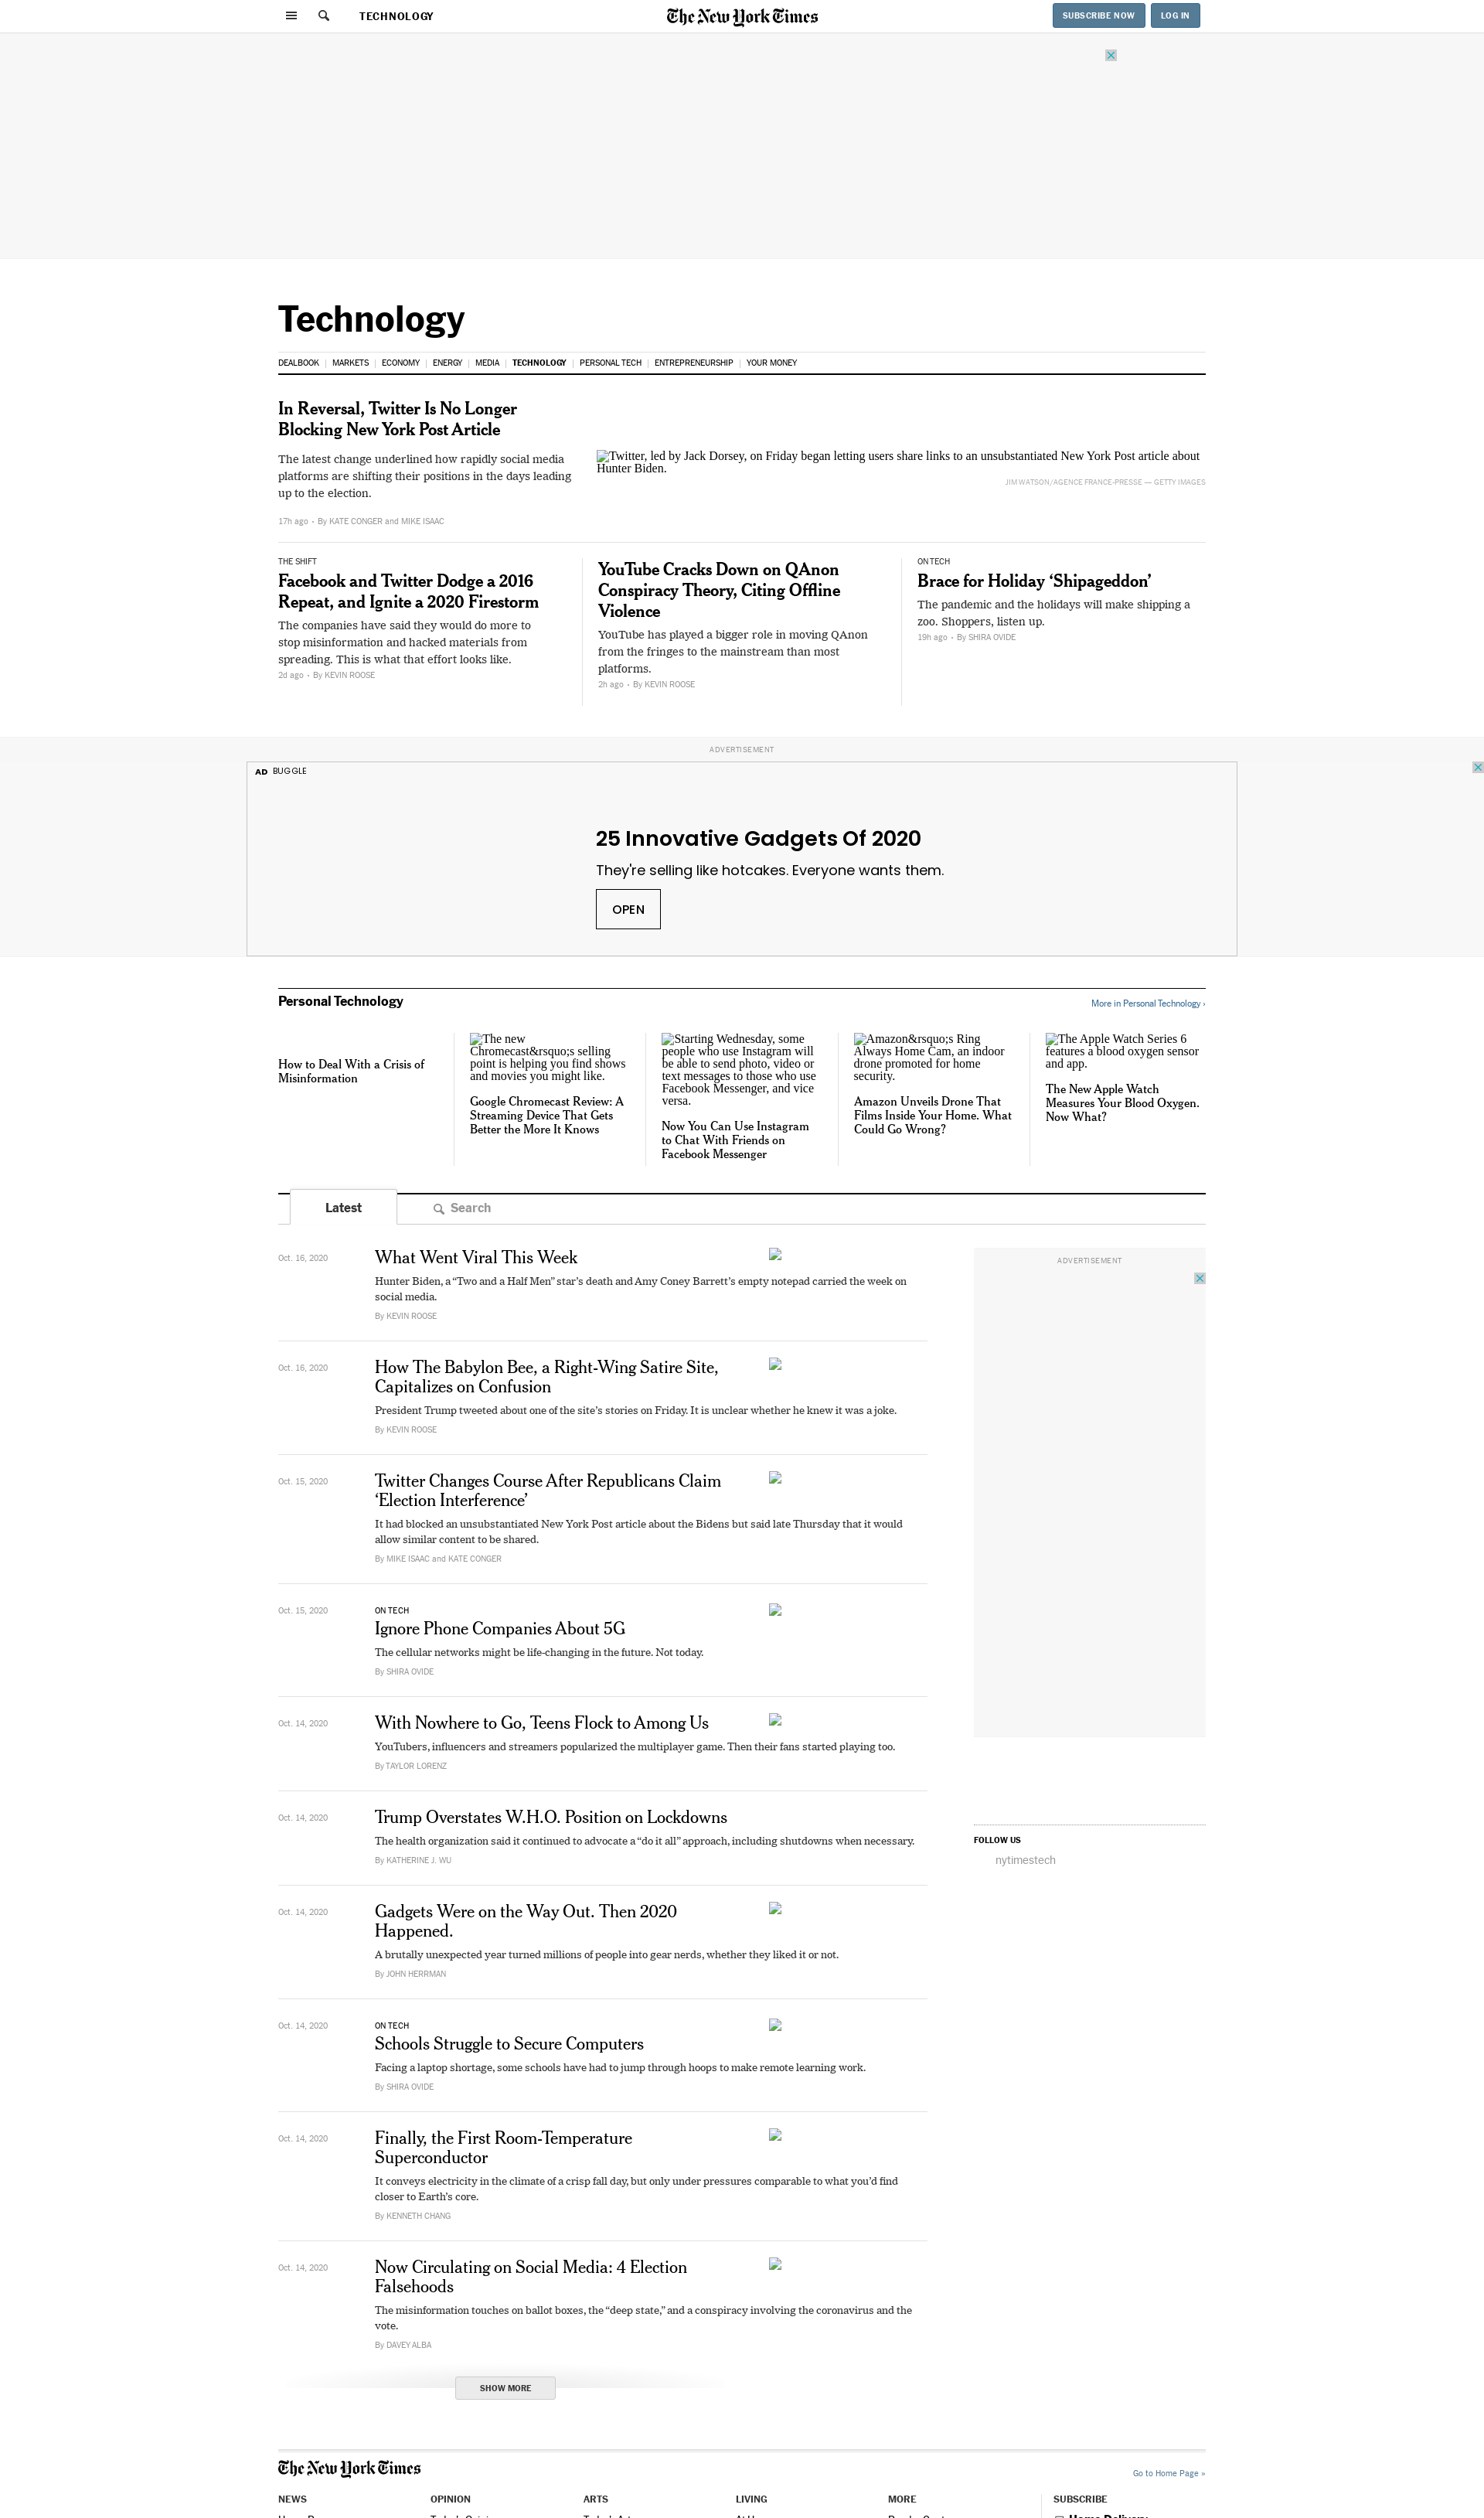 TECHNOLOGY
The New York Times
SUBSCRIBE NOW
LOG IN
Technology
DEALBOOK
MARKETS
ECONOMY
ENERGY
MEDIA
TECHNOLOGY
PERSONAL TECH
ENTREPRENEURSHIP
YOUR MONEY
In Reversal, Twitter Is No Longer
Blocking New York Post Article
The latest change underlined how rapidly social media
platforms are shifting their positions in the days leading
up to the election.
17h ago • By KATE CONGER and MIKE ISAAC
Twitter, led by Jack Dorsey, on Friday began letting users share links to an unsubstantiated New York Post article about
Hunter Biden.
JIM WATSON/AGENCE FRANCE-PRESSE — GETTY IMAGES
THE SHIFT
Facebook and Twitter Dodge a 2016
Repeat, and Ignite a 2020 Firestorm
The companies have said they would do more to
stop misinformation and hacked materials from
spreading. This is what that effort looks like.
2d ago • By KEVIN ROOSE
YouTube Cracks Down on QAnon
Conspiracy Theory, Citing Offline
Violence
YouTube has played a bigger role in moving QAnon
from the fringes to the mainstream than most
platforms.
2h ago • By KEVIN ROOSE
ON TECH
Brace for Holiday ‘Shipageddon’
The pandemic and the holidays will make shipping a
zoo. Shoppers, listen up.
19h ago • By SHIRA OVIDE
ADVERTISEMENT
AD BUGGLE
25 Innovative Gadgets Of 2020
They're selling like hotcakes. Everyone wants them.
OPEN
Personal Technology
More in Personal Technology ›
How to Deal With a Crisis of
Misinformation
The new
Chromecast&rsquo;s selling
point is helping you find shows
and movies you might like.
Google Chromecast Review: A
Streaming Device That Gets
Better the More It Knows
Starting Wednesday, some
people who use Instagram will
be able to send photo, video or
text messages to those who use
Facebook Messenger, and vice
versa.
Now You Can Use Instagram
to Chat With Friends on
Facebook Messenger
Amazon&rsquo;s Ring
Always Home Cam, an indoor
drone promoted for home
security.
Amazon Unveils Drone That
Films Inside Your Home. What
Could Go Wrong?
The Apple Watch Series 6
features a blood oxygen sensor
and app.
The New Apple Watch
Measures Your Blood Oxygen.
Now What?
Latest
Search
Oct. 16, 2020
What Went Viral This Week
Hunter Biden, a “Two and a Half Men” star’s death and Amy Coney Barrett’s empty notepad carried the week on
social media.
By KEVIN ROOSE
Oct. 16, 2020
How The Babylon Bee, a Right-Wing Satire Site,
Capitalizes on Confusion
President Trump tweeted about one of the site’s stories on Friday. It is unclear whether he knew it was a joke.
By KEVIN ROOSE
Oct. 15, 2020
Twitter Changes Course After Republicans Claim
‘Election Interference’
It had blocked an unsubstantiated New York Post article about the Bidens but said late Thursday that it would
allow similar content to be shared.
By MIKE ISAAC and KATE CONGER
Oct. 15, 2020
ON TECH
Ignore Phone Companies About 5G
The cellular networks might be life-changing in the future. Not today.
By SHIRA OVIDE
Oct. 14, 2020
With Nowhere to Go, Teens Flock to Among Us
YouTubers, influencers and streamers popularized the multiplayer game. Then their fans started playing too.
By TAYLOR LORENZ
Oct. 14, 2020
Trump Overstates W.H.O. Position on Lockdowns
The health organization said it continued to advocate a “do it all” approach, including shutdowns when necessary.
By KATHERINE J. WU
Oct. 14, 2020
Gadgets Were on the Way Out. Then 2020
Happened.
A brutally unexpected year turned millions of people into gear nerds, whether they liked it or not.
By JOHN HERRMAN
Oct. 14, 2020
ON TECH
Schools Struggle to Secure Computers
Facing a laptop shortage, some schools have had to jump through hoops to make remote learning work.
By SHIRA OVIDE
Oct. 14, 2020
Finally, the First Room-Temperature
Superconductor
It conveys electricity in the climate of a crisp fall day, but only under pressures comparable to what you’d find
closer to Earth’s core.
By KENNETH CHANG
Oct. 14, 2020
Now Circulating on Social Media: 4 Election
Falsehoods
The misinformation touches on ballot boxes, the “deep state,” and a conspiracy involving the coronavirus and the
vote.
By DAVEY ALBA
SHOW MORE
ADVERTISEMENT
FOLLOW US
nytimestech
The New York Times
Go to Home Page »
NEWS
OPINION
ARTS
LIVING
MORE
SUBSCRIBE